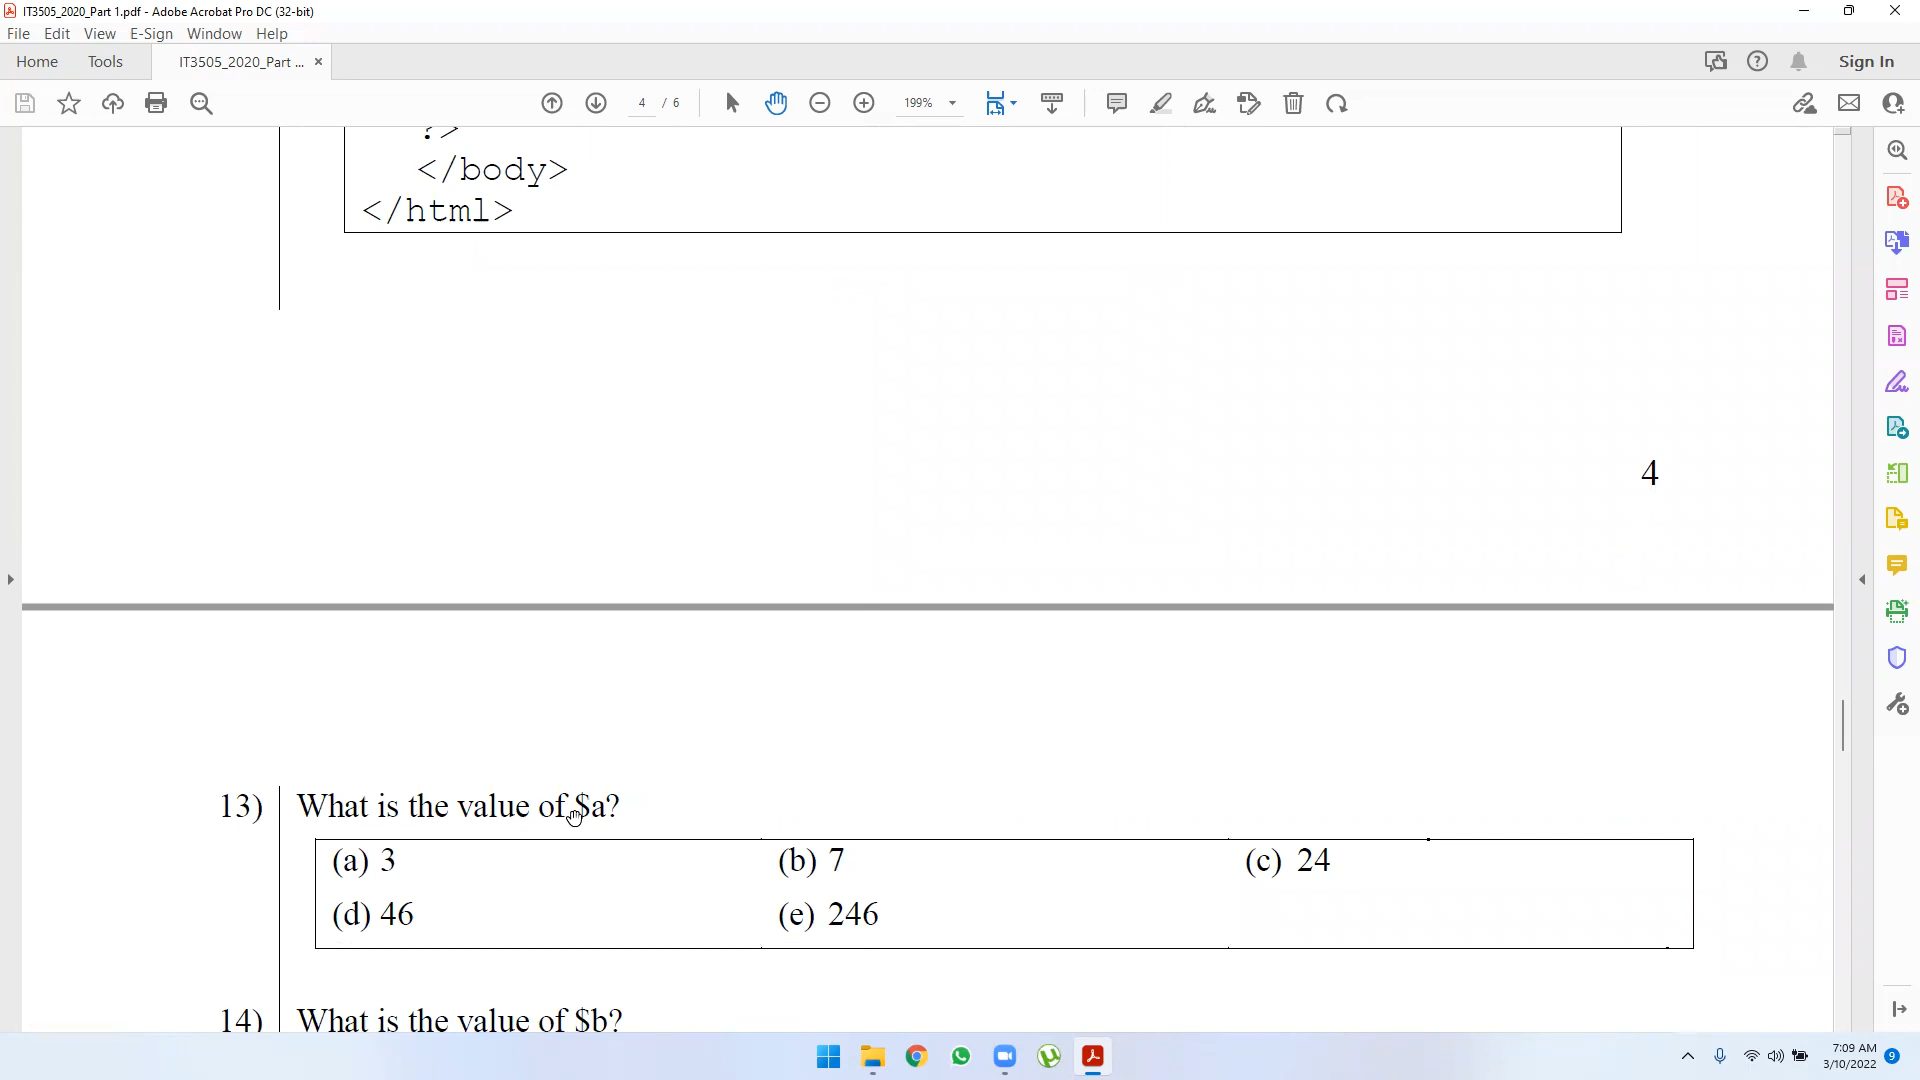 IT3505_2020_Part 1.pdf - Adobe Acrobat Pro DC (32-bit)
File Edit View E-Sign Window Help
Home Tools IT3505_2020_Part ... × Sign In
4 / 6 199%
?>
</body>
</html>
4
13) What is the value of $a?
(a) 3 (b) 7 (c) 24
(d) 46 (e) 246
14) What is the value of $b?
7:09 AM
3/10/2022 9